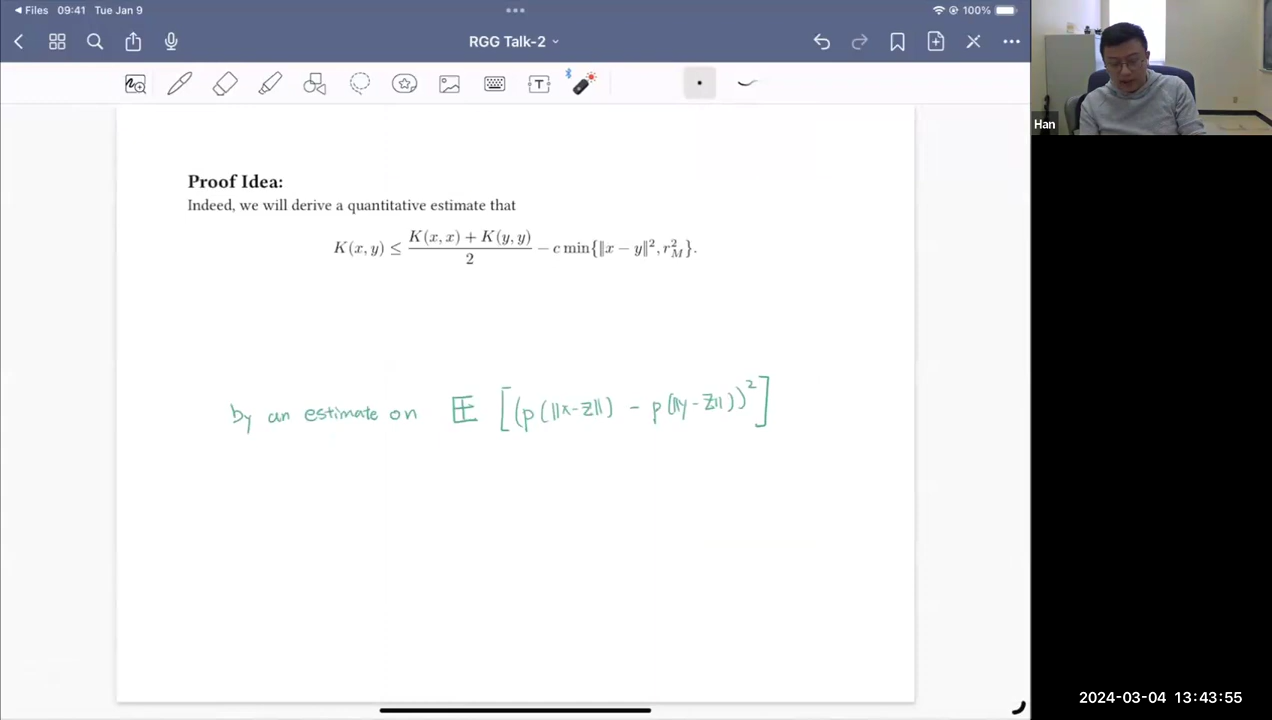 Files 09:41 Tue Jan 9
100%
RGG Talk-2
T
Han
Proof Idea:
Indeed, we will derive a quantitative estimate that
K(x, y) ≤ \frac{K(x, x) + K(y, y)}{2} − c min{‖x − y‖², r_M²}.
by an estimate on 𝔼 [(p(‖x-z‖) - p(‖y-z‖))²]
2024-03-04 13:43:55